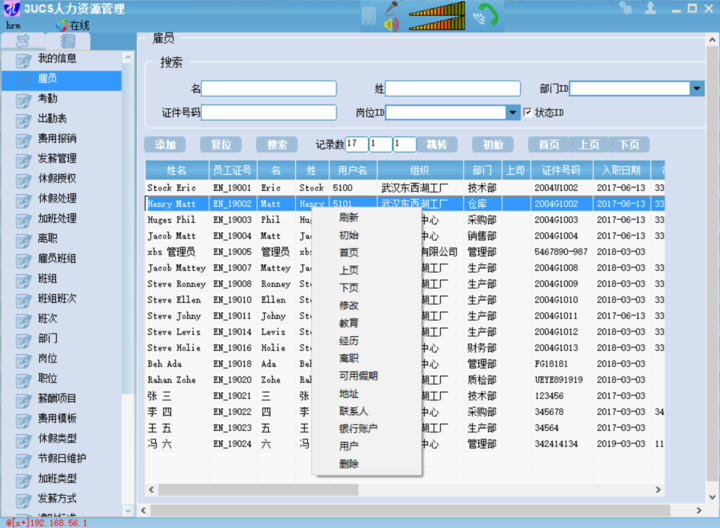 3UCS人力资源管理
hrm 在线
我的信息
雇员
考勤
出勤表
费用报销
发薪管理
休假授权
休假处理
加班处理
离职
雇员班组
班组
班组班次
班次
部门
岗位
职位
薪酬项目
费用模板
休假类型
节假日维护
加班类型
发薪方式
雇员
搜索
名 姓 部门ID
证件号码 岗位ID 状态ID
添加 复位 搜索 记录数 17 1 1 跳转 初始 首页 上页 下页
姓名 员工证号 名 姓 用户名 组织 部门 上司 证件号码 入职日期
Stock Eric EN_19001 Eric Stock 5100 武汉东西湖工厂 技术部 2004U1002 2017-06-13 33
Henry Matt EN_19002 Matt Henry 5101 武汉东西湖工厂 仓库 2004G1002 2017-06-13 33
Huges Phil EN_19003 Phil Hu 中心 采购部 2004G1003 2017-06-13 33
Jacob Matt EN_19004 Matt Jac 中心 销售部 2004G1004 2017-06-13 33
xbs 管理员 EN_19005 管理员 xbs 有限公司 管理部 5467890-987 2018-03-03
Jacob Mattey EN_19007 Mattey Jac 湖工厂 生产部 2004G1008 2018-03-03 33
Steve Ronney EN_19008 Ronney Ste 湖工厂 生产部 2004G1009 2018-03-03 33
Steve Ellen EN_19010 Ellen Ste 湖工厂 生产部 2004G1010 2018-03-03 33
Steve Johny EN_19011 Johny Ste 湖工厂 生产部 2004G1011 2017-06-13 33
Steve Levis EN_19014 Levis Ste 湖工厂 生产部 2004G1012 2018-03-03 33
Steve Holie EN_19016 Holie Ste 中心 财务部 2004G1013 2018-03-03 33
Beh Ada EN_19018 Ada Beh 中心 管理部 FG18181 2018-03-03
Rahan Zohe EN_19020 Zohe Rah 湖工厂 质检部 UEYE891919 2018-03-03
张 三 EN_19021 三 张 湖工厂 技术部 123456 2017-03-03
李 四 EN_19022 四 李 中心 采购部 345678 2017-03-03 34
王 五 EN_19023 五 王 湖工厂 生产部 34564 2017-03-03
冯 六 EN_19024 六 冯 中心 管理部 342414134 2019-03-03 11
刷新
初始
首页
上页
下页
修改
教育
经历
离职
可用假期
地址
联系人
银行账户
用户
删除
@[x+]192.168.56.1